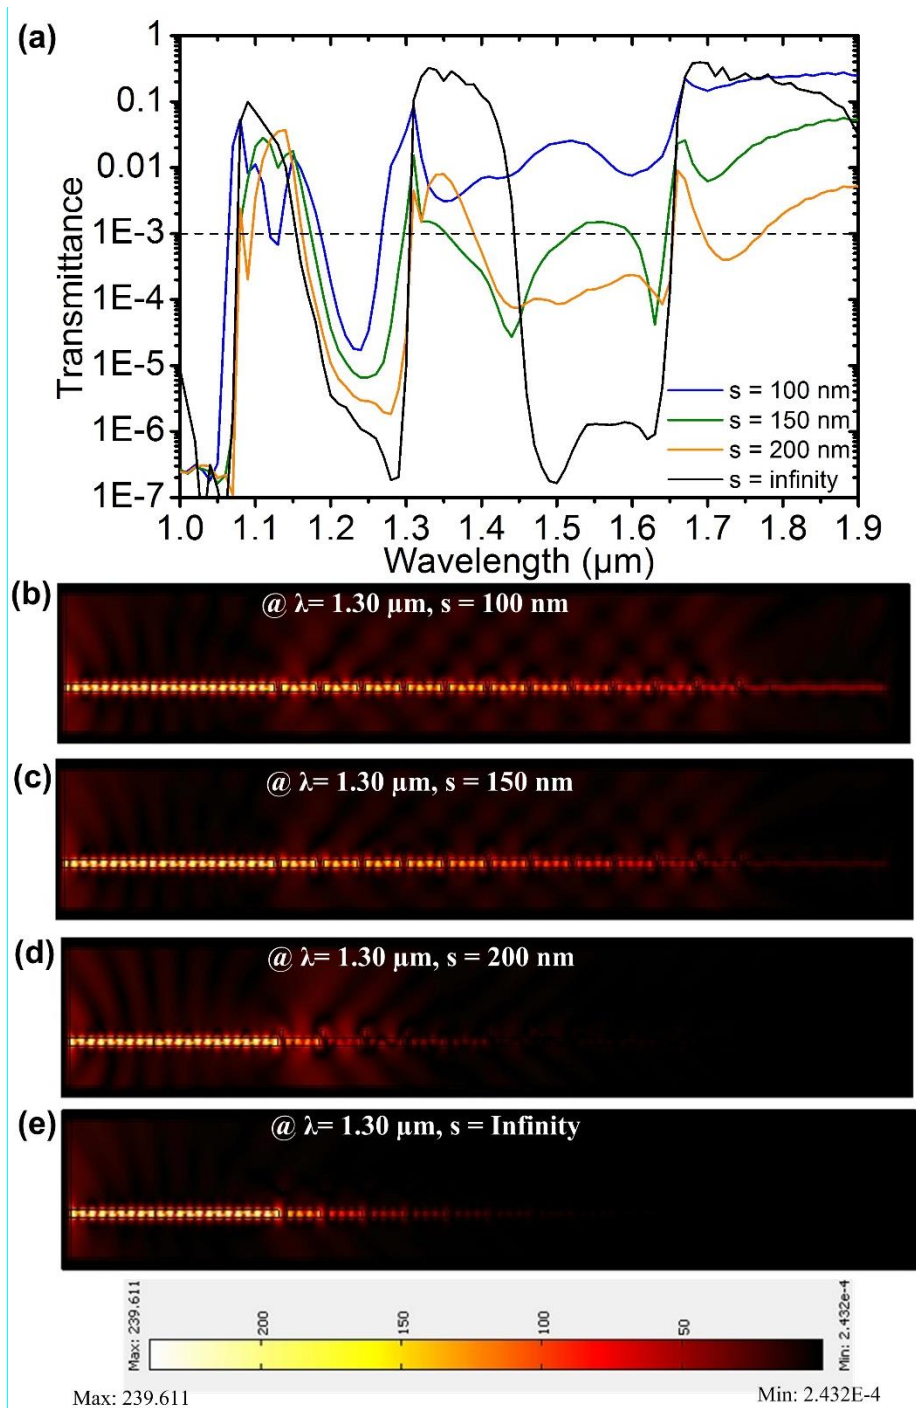 (a)
1
0.1
0.01
1E-3
1E-4
1E-5
1E-6
1E-7
Transmittance
s = 100 nm
s = 150 nm
s = 200 nm
s = infinity
1.0 1.1 1.2 1.3 1.4 1.5 1.6 1.7 1.8 1.9
Wavelength (μm)
(b)
@ λ= 1.30 μm, s = 100 nm
(c)
@ λ= 1.30 μm, s = 150 nm
(d)
@ λ= 1.30 μm, s = 200 nm
(e)
@ λ= 1.30 μm, s = Infinity
Max: 239.611
200
150
100
50
Min: 2.432e-4
Max: 239.611
Min: 2.432E-4